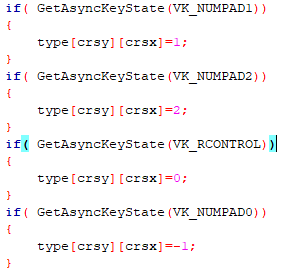 if( GetAsyncKeyState(VK_NUMPAD1))
{
type[crsy][crsx]=1;
}
if( GetAsyncKeyState(VK_NUMPAD2))
{
type[crsy][crsx]=2;
}
if( GetAsyncKeyState(VK_RCONTROL))
{
type[crsy][crsx]=0;
}
if( GetAsyncKeyState(VK_NUMPAD0))
{
type[crsy][crsx]=-1;
}